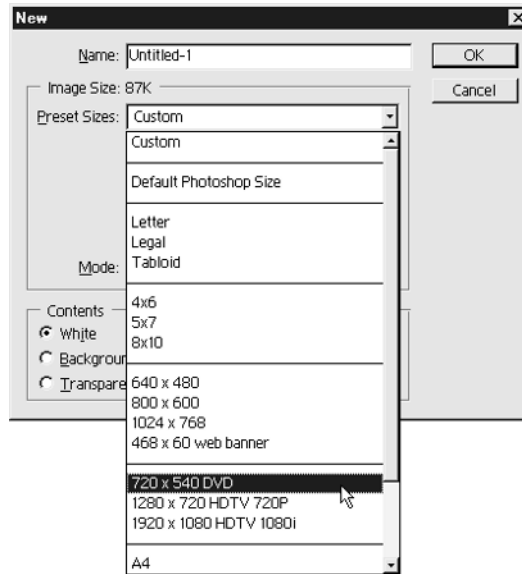 New
Name: Untitled-1
OK
Image Size: 87K
Cancel
Preset Sizes: Custom
Custom
Default Photoshop Size
Letter
Legal
Mode: Tabloid
4x6
5x7
8x10
Contents
White
Backgroun
Transpare
640 x 480
800 x 600
1024 x 768
468 x 60 web banner
720 x 540 DVD
1280 x 720 HDTV 720P
1920 x 1080 HDTV 1080i
A4